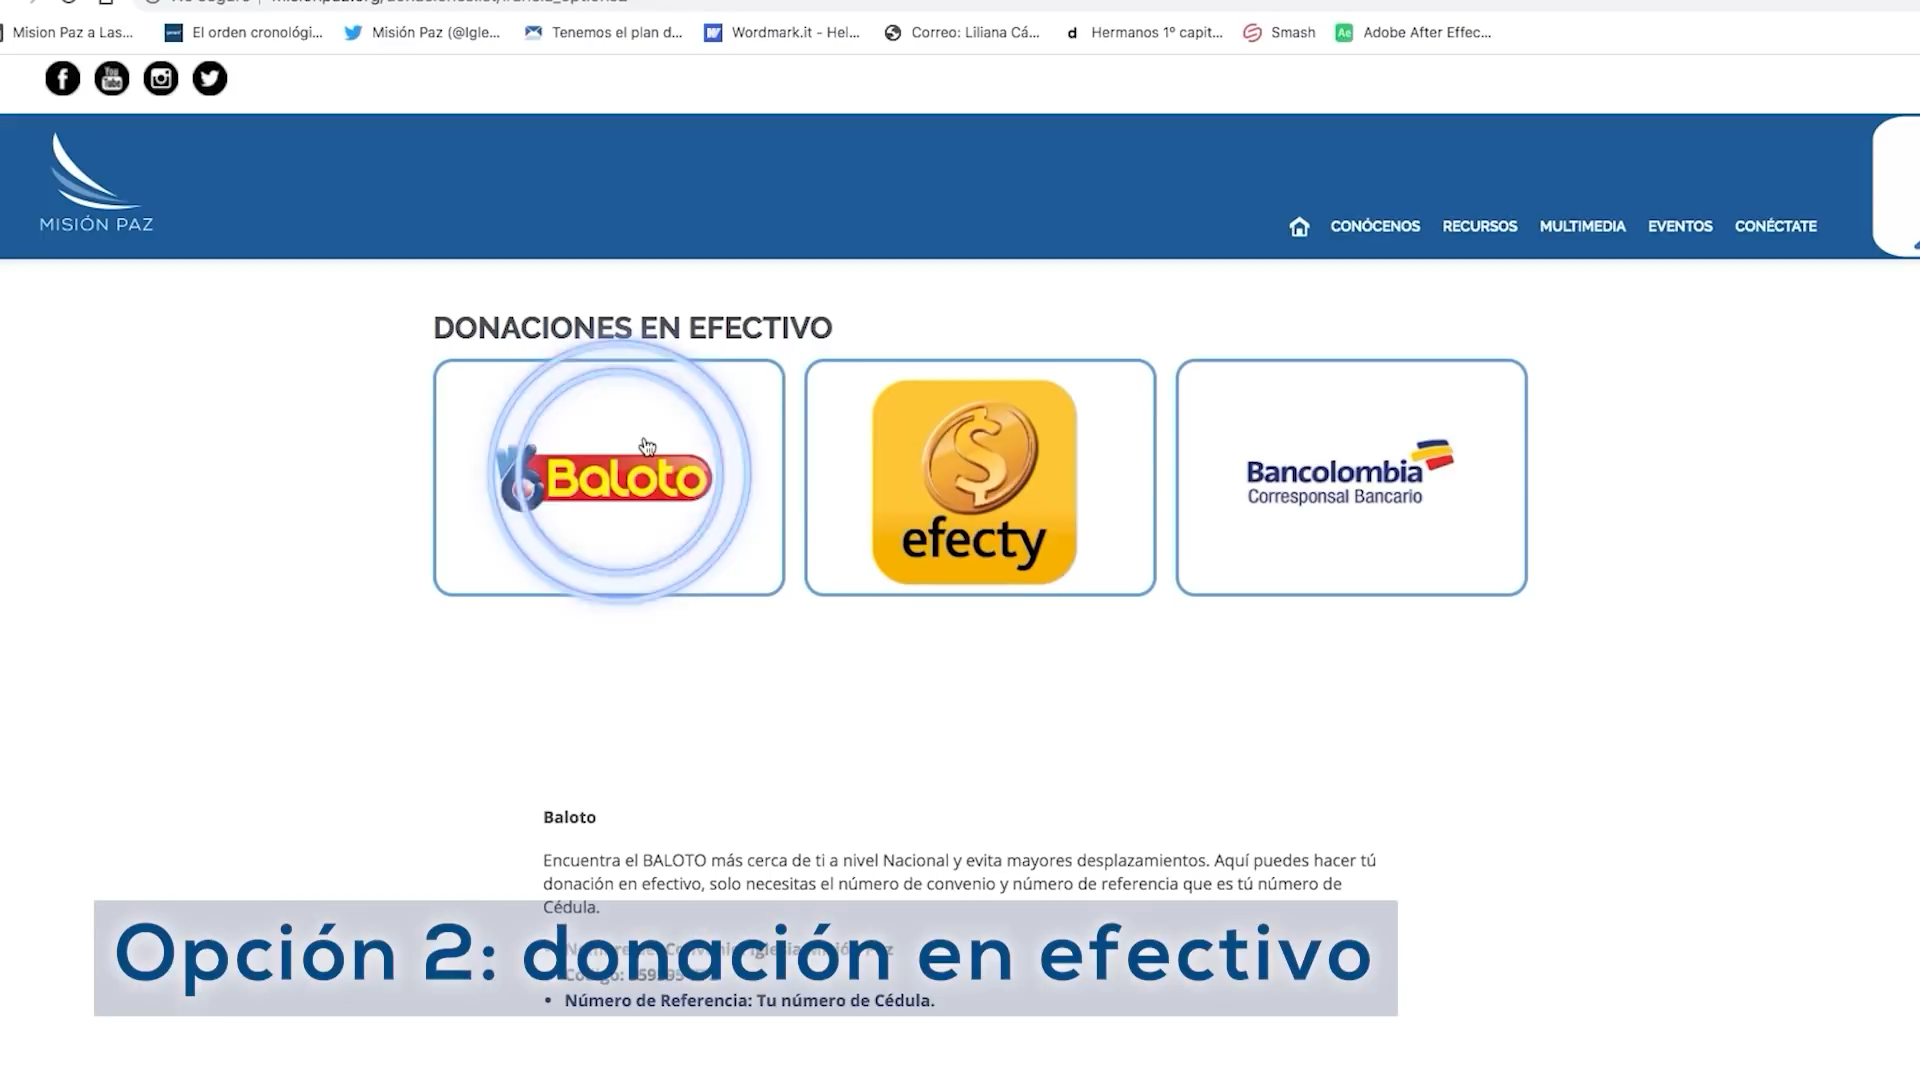 Mision Paz a Las...
El orden cronológi...
Misión Paz (@Igle...
Tenemos el plan d...
Wordmark.it - Hel...
Correo: Liliana Cá...
Hermanos 1º capit...
Smash
Adobe After Effec...
MISIÓN PAZ
CONÓCENOS
RECURSOS
MULTIMEDIA
EVENTOS
CONÉCTATE
DONACIONES EN EFECTIVO
Baloto
efecty
Bancolombia
Corresponsal Bancario
Baloto
Encuentra el BALOTO más cerca de ti a nivel Nacional y evita mayores desplazamientos. Aquí puedes hacer tú
donación en efectivo, solo necesitas el número de convenio y número de referencia que es tú número de
Cédula.
Opción 2: donación en efectivo
• Número de Referencia: Tu número de Cédula.